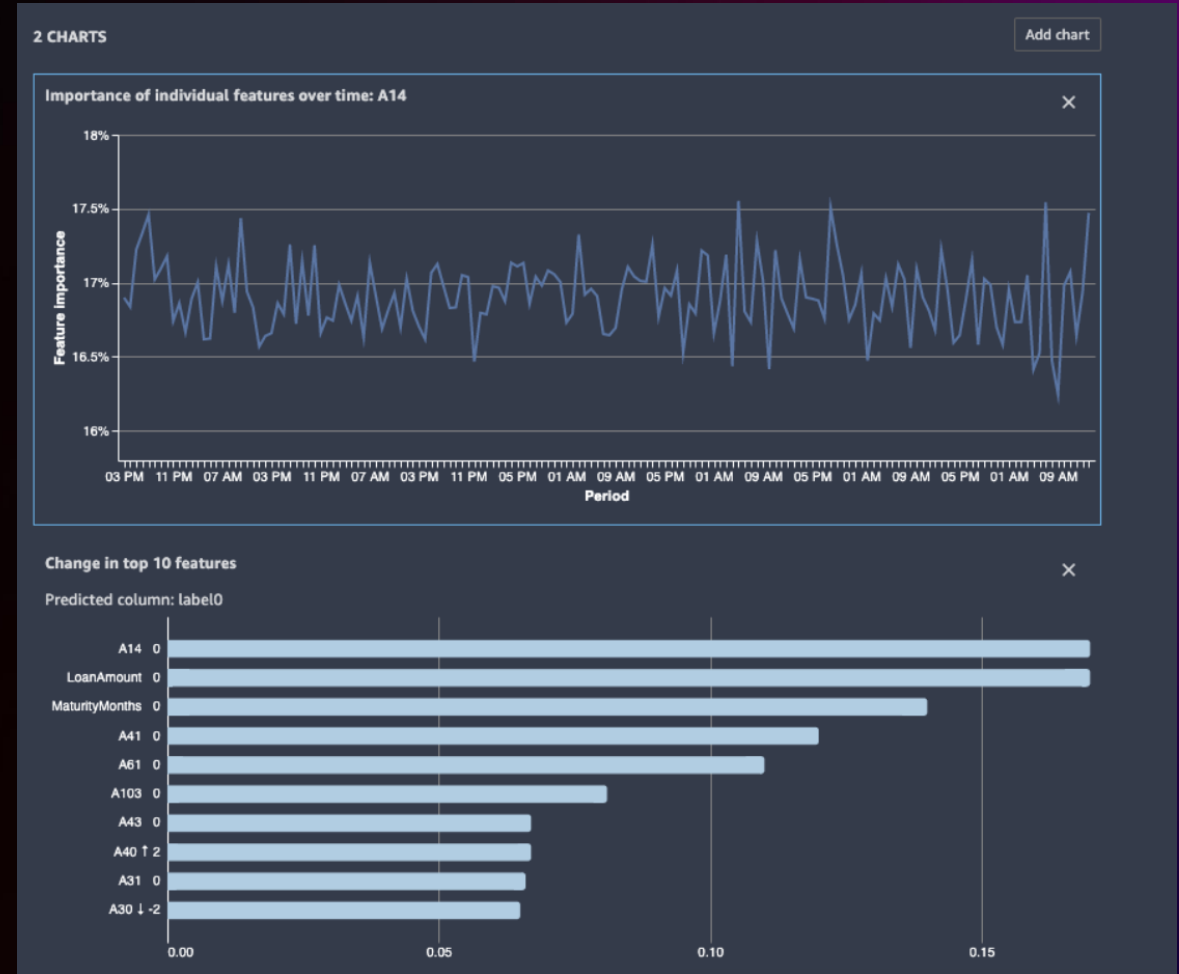 2 CHARTS
Add chart
Importance of individual features over time: A14
18%
17.5%
17%
16.5%
16%
Feature Importance
03 PM 11 PM 07 AM 03 PM 11 PM 07 AM 03 PM 11 PM 05 PM 01 AM 09 AM 05 PM 01 AM 09 AM 05 PM 01 AM 09 AM 05 PM 01 AM 09 AM
Period
Change in top 10 features
Predicted column: label0
A14 0
LoanAmount 0
MaturityMonths 0
A41 0
A61 0
A103 0
A43 0
A40 ↑ 2
A31 0
A30 ↓ -2
0.00 0.05 0.10 0.15